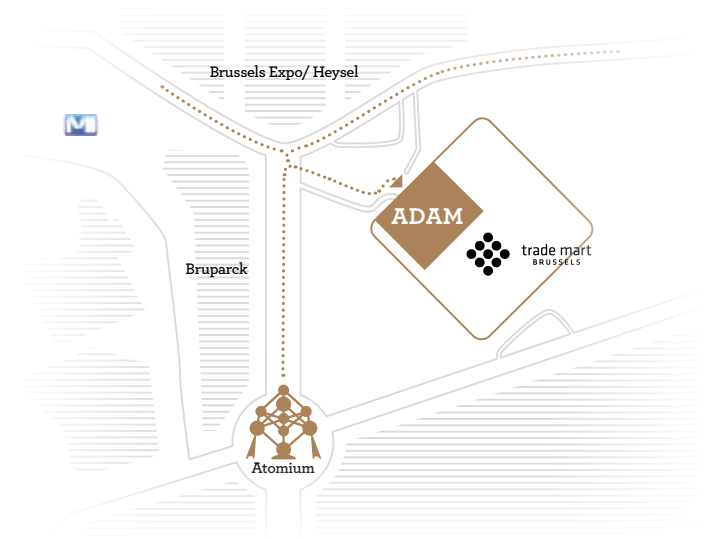 Brussels Expo/ Heysel
M
ADAM
trade mart
BRUSSELS
Bruparck
Atomium